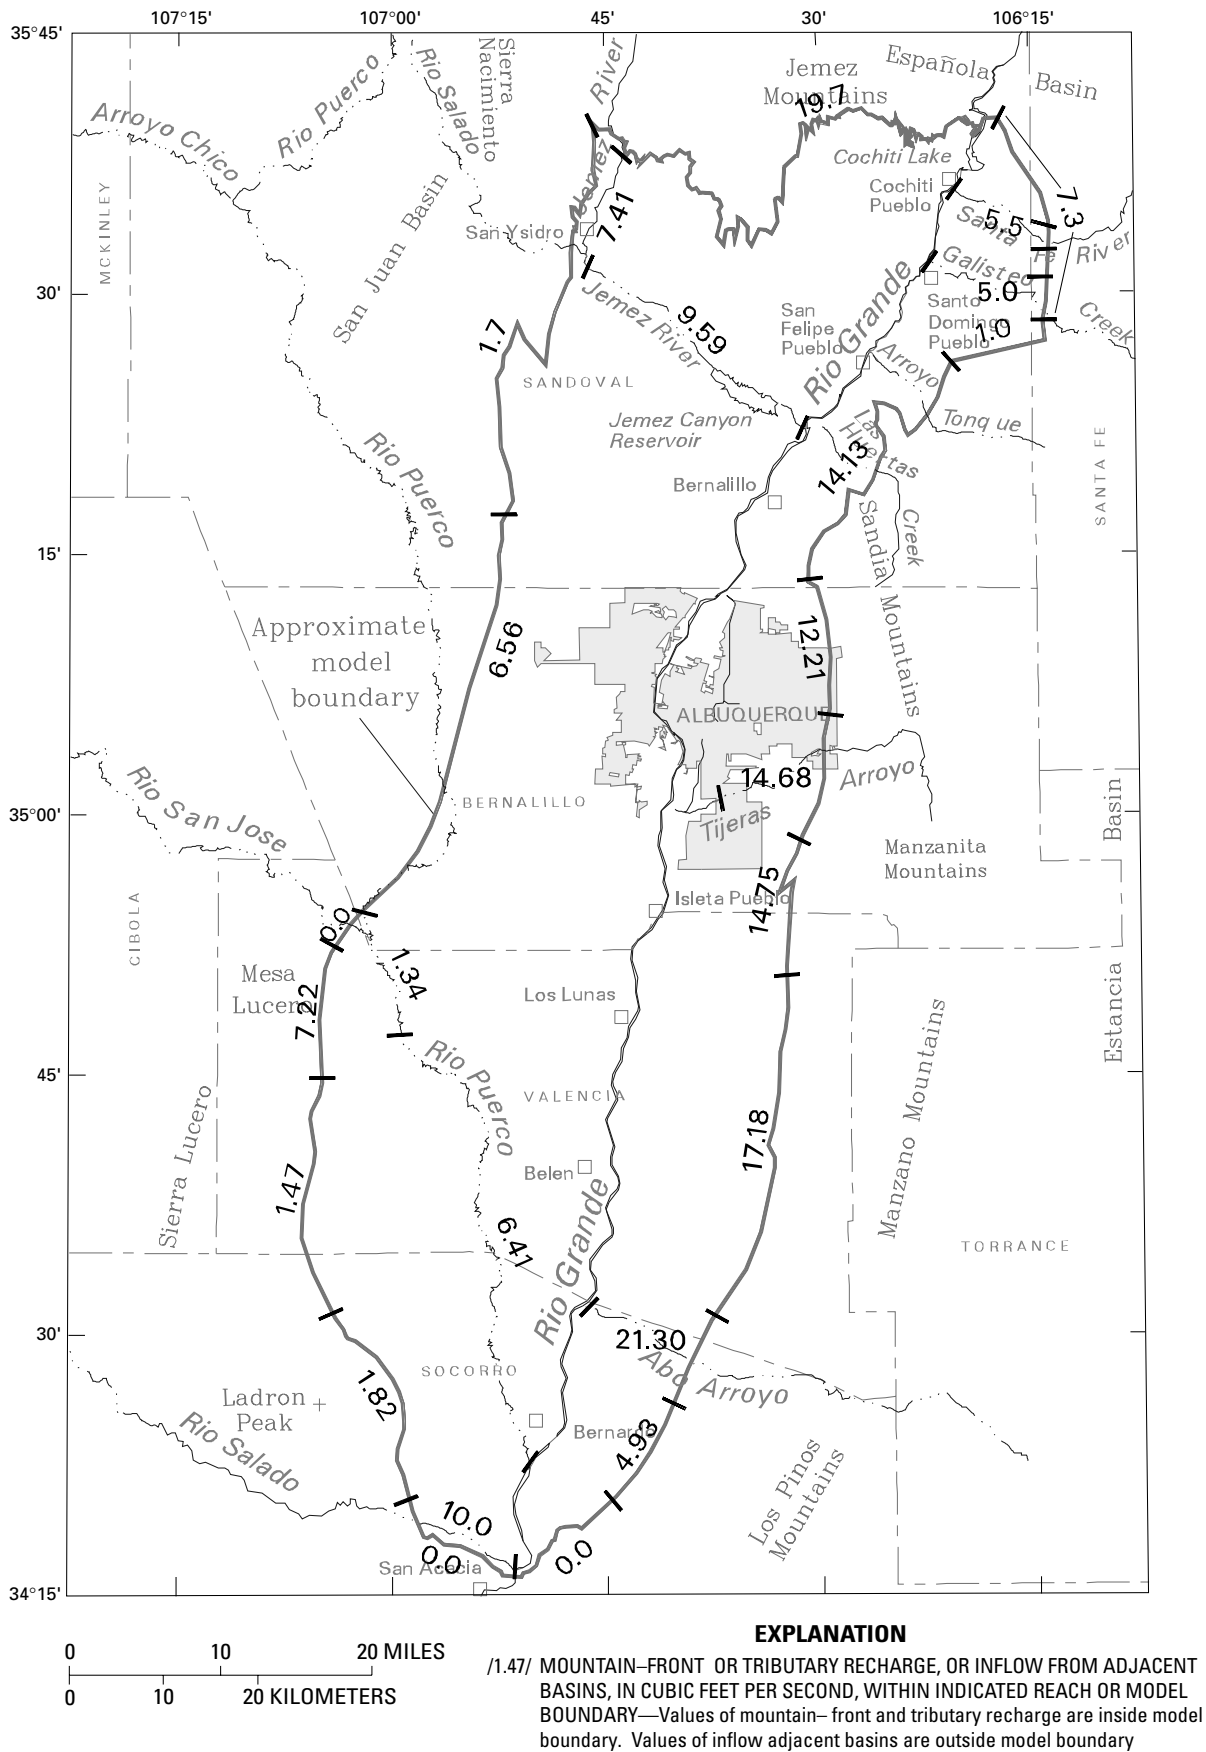 107°15'
107°00'
45'
30'
106°15'
35°45'
30'
15'
35°00'
45'
30'
34°15'
Arroyo Chico
Rio Puerco
Rio Salado
Sierra
Nacimiento
River
Jemez
Jemez
Mountains
19.7
Española
Basin
Cochiti Lake
Cochiti
Pueblo
7.3
5.5
Santa
Fe
River
Galisteo
5.0
Creek
Santo
Domingo
Pueblo
1.0
MCKINLEY
San Juan Basin
San Ysidro
7.41
Jemez River
9.59
San
Felipe
Pueblo
Rio Grande
Arroyo
Tonque
1.7
SANDOVAL
Jemez Canyon
Reservoir
Las
Huertas
Creek
14.13
Bernalillo
Sandia
Mountains
SANTA FE
Rio Puerco
Approximate
model
boundary
6.56
12.21
ALBUQUERQUE
14.68
Arroyo
Tijeras
BERNALILLO
Rio San Jose
Manzanita
Mountains
14.75
Isleta Pueblo
Basin
Estancia
CIBOLA
0.0
Mesa
Lucero
7.22
1.34
Los Lunas
Rio Puerco
VALENCIA
Manzano Mountains
17.18
Sierra Lucero
1.47
Belen
6.41
Rio Grande
TORRANCE
21.30
Abo Arroyo
SOCORRO
1.82
Ladron
Peak
Rio Salado
Bernardo
4.93
Los Pinos
Mountains
10.0
0.0
San Acacia
0.0
0 10 20 MILES
0 10 20 KILOMETERS
EXPLANATION
/1.47/ MOUNTAIN–FRONT OR TRIBUTARY RECHARGE, OR INFLOW FROM ADJACENT
BASINS, IN CUBIC FEET PER SECOND, WITHIN INDICATED REACH OR MODEL
BOUNDARY—Values of mountain– front and tributary recharge are inside model
boundary. Values of inflow adjacent basins are outside model boundary